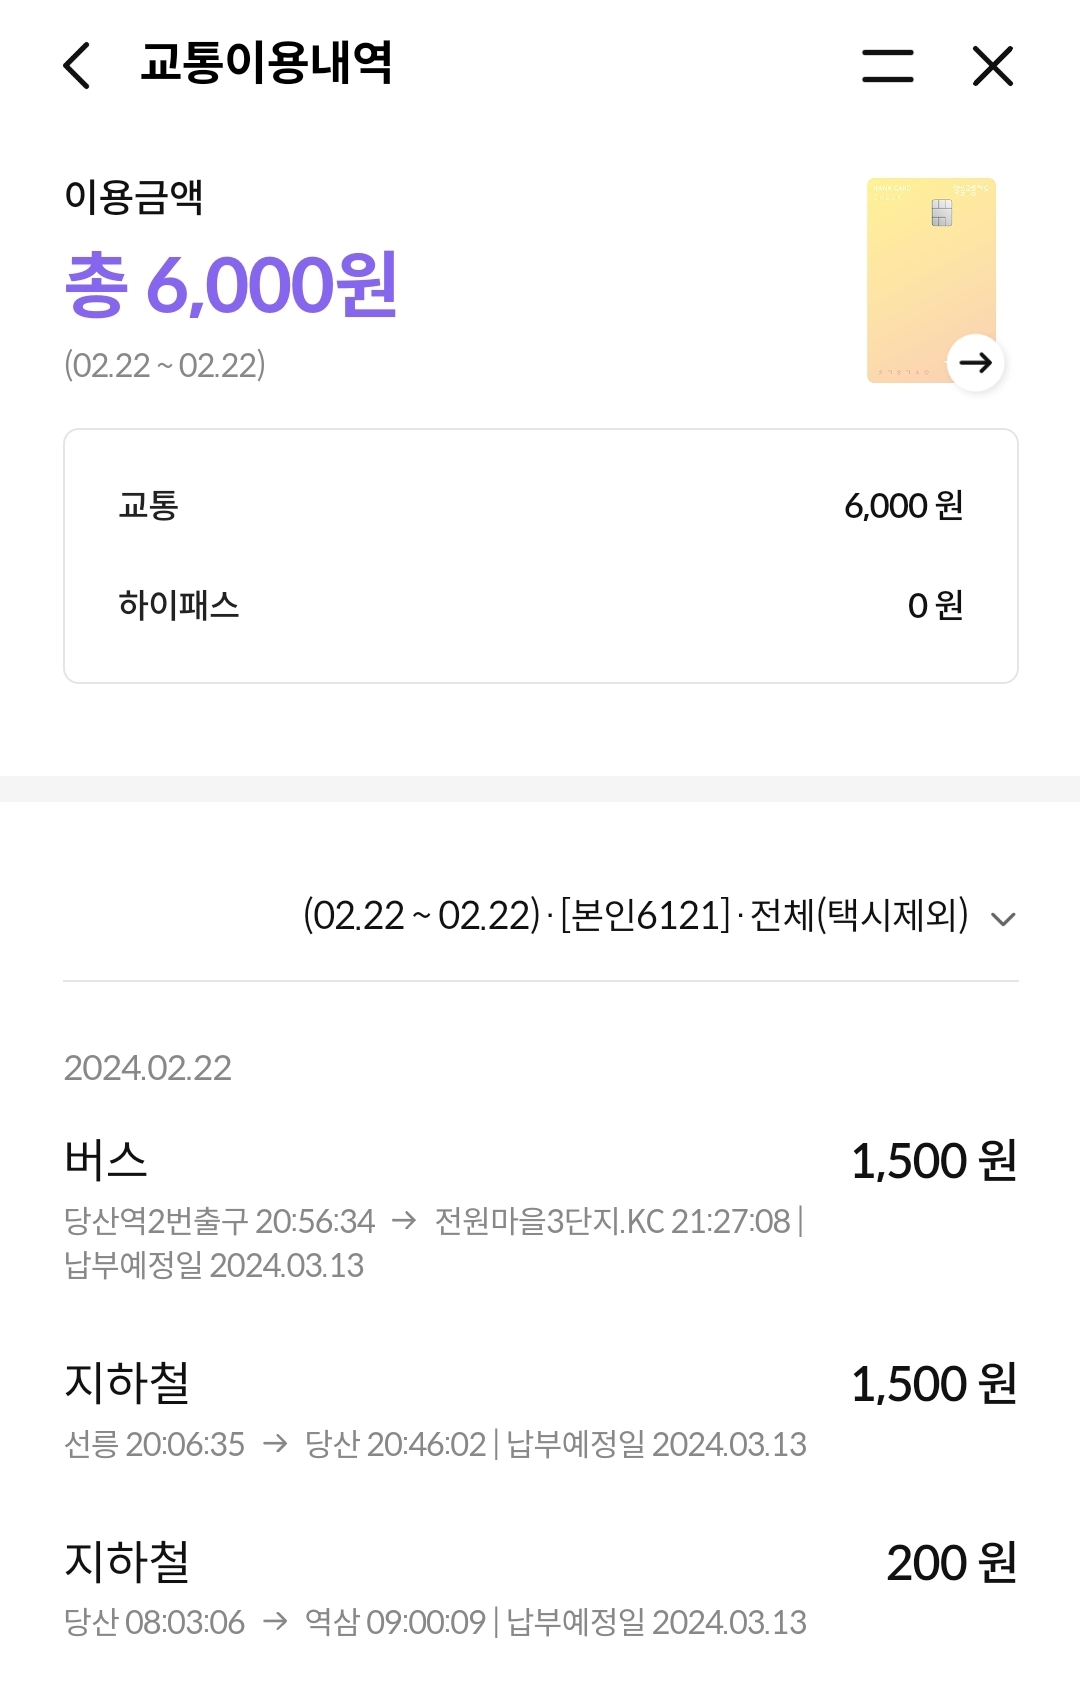 교통이용내역
이용금액
총 6,000원
(02.22 ~ 02.22)
교통 6,000 원
하이패스 0 원
(02.22 ~ 02.22) · [본인6121] · 전체(택시제외)
2024.02.22
버스 1,500 원
당산역2번출구 20:56:34 → 전원마을3단지.KC 21:27:08 |
납부예정일 2024.03.13
지하철 1,500 원
선릉 20:06:35 → 당산 20:46:02 | 납부예정일 2024.03.13
지하철 200 원
당산 08:03:06 → 역삼 09:00:09 | 납부예정일 2024.03.13